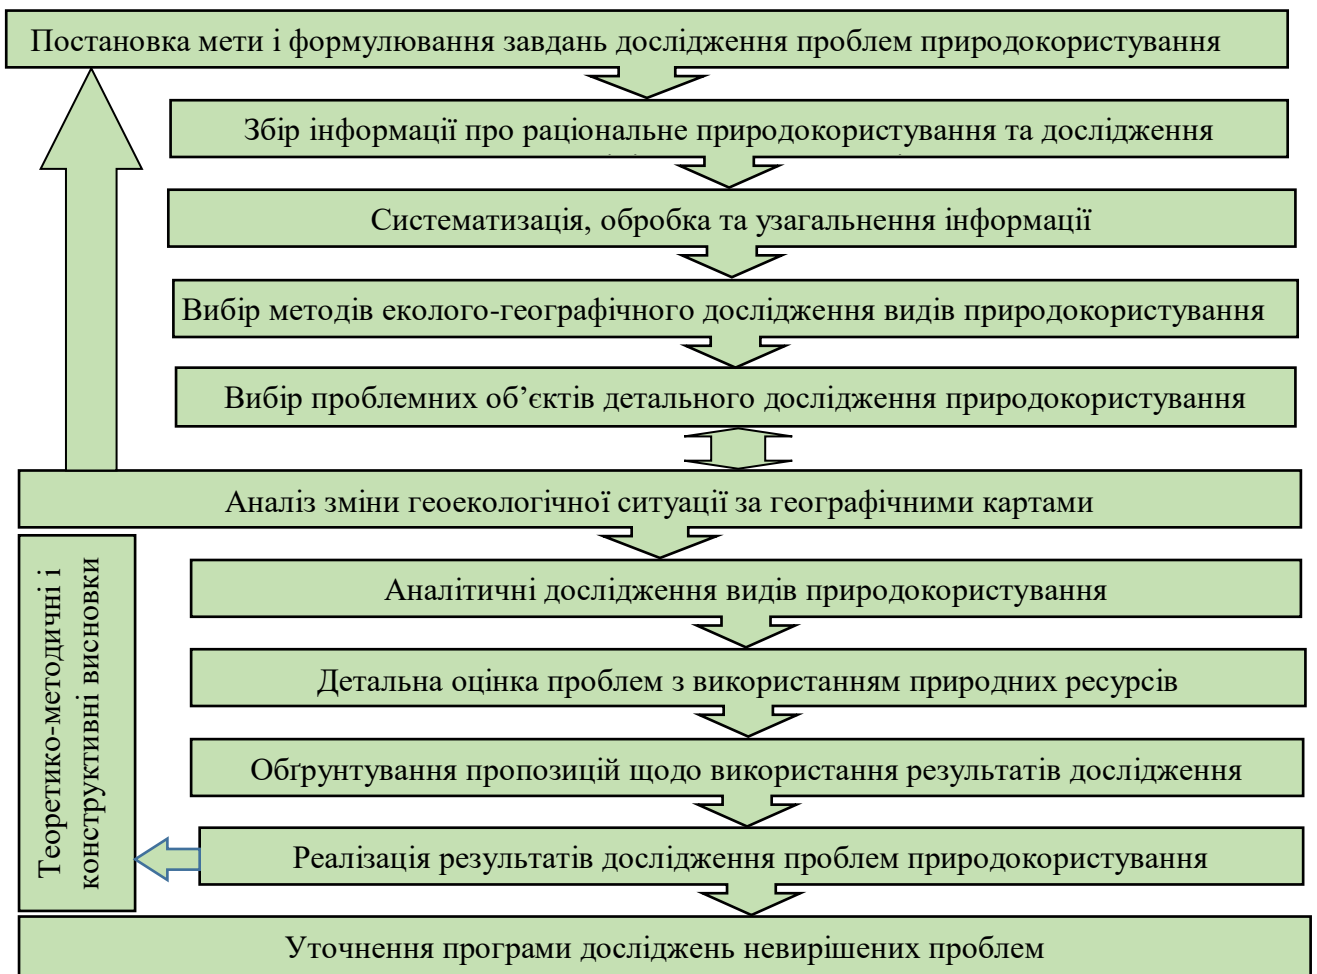 Постановка мети і формулювання завдань дослідження проблем природокористування
Збір інформації про раціональне природокористування та дослідження
Систематизація, обробка та узагальнення інформації
Вибір методів еколого-географічного дослідження видів природокористування
Вибір проблемних об’єктів детального дослідження природокористування
Аналіз зміни геоекологічної ситуації за географічними картами
Теоретико-методичні і
конструктивні висновки
Аналітичні дослідження видів природокористування
Детальна оцінка проблем з використанням природних ресурсів
Обґрунтування пропозицій щодо використання результатів дослідження
Реалізація результатів дослідження проблем природокористування
Уточнення програми досліджень невирішених проблем